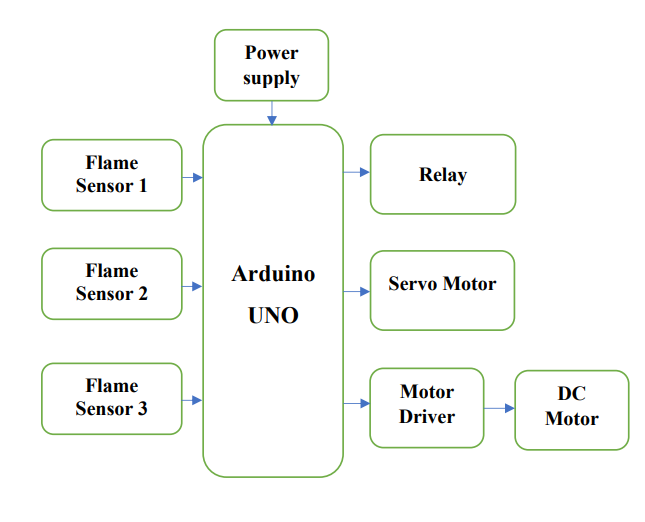 Power
supply
Flame
Sensor 1
Relay
Flame
Sensor 2
Arduino
UNO
Servo Motor
Flame
Sensor 3
Motor
Driver
DC
Motor